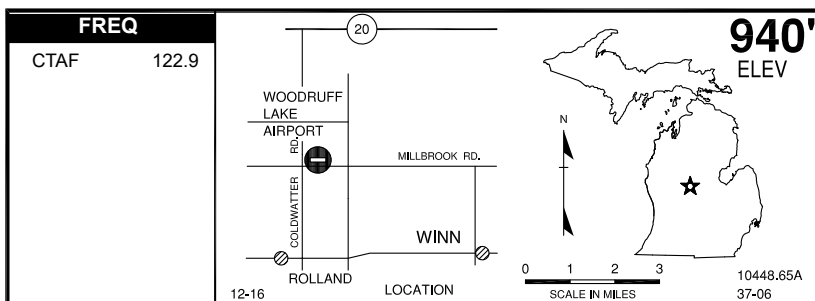 FREQ
CTAF 122.9
20
WOODRUFF
LAKE
AIRPORT
COLDWATTER RD.
MILLBROOK RD.
WINN
ROLLAND
12-16
LOCATION
940'
ELEV
N
0 1 2 3
SCALE IN MILES
10448.65A
37-06